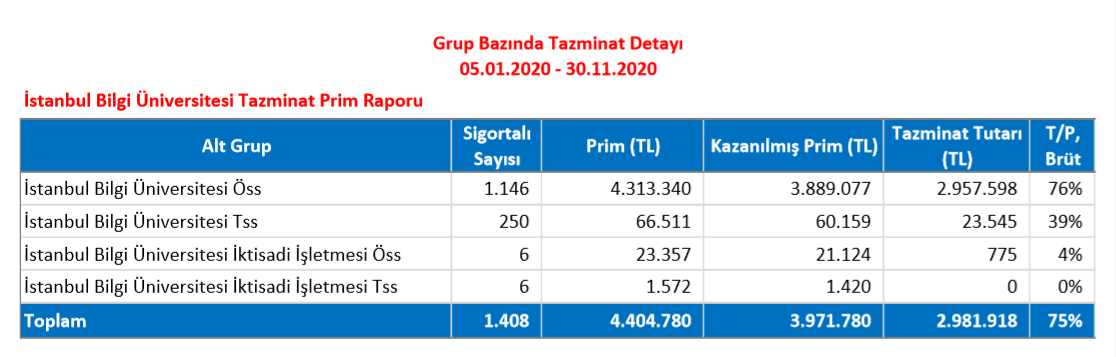 Grup Bazında Tazminat Detayı
05.01.2020 - 30.11.2020
İstanbul Bilgi Üniversitesi Tazminat Prim Raporu
Alt Grup Sigortalı Sayısı Prim (TL) Kazanılmış Prim (TL) Tazminat Tutarı (TL) T/P, Brüt
İstanbul Bilgi Üniversitesi Öss 1.146 4.313.340 3.889.077 2.957.598 76%
İstanbul Bilgi Üniversitesi Tss 250 66.511 60.159 23.545 39%
İstanbul Bilgi Üniversitesi İktisadi İşletmesi Öss 6 23.357 21.124 775 4%
İstanbul Bilgi Üniversitesi İktisadi İşletmesi Tss 6 1.572 1.420 0 0%
Toplam 1.408 4.404.780 3.971.780 2.981.918 75%